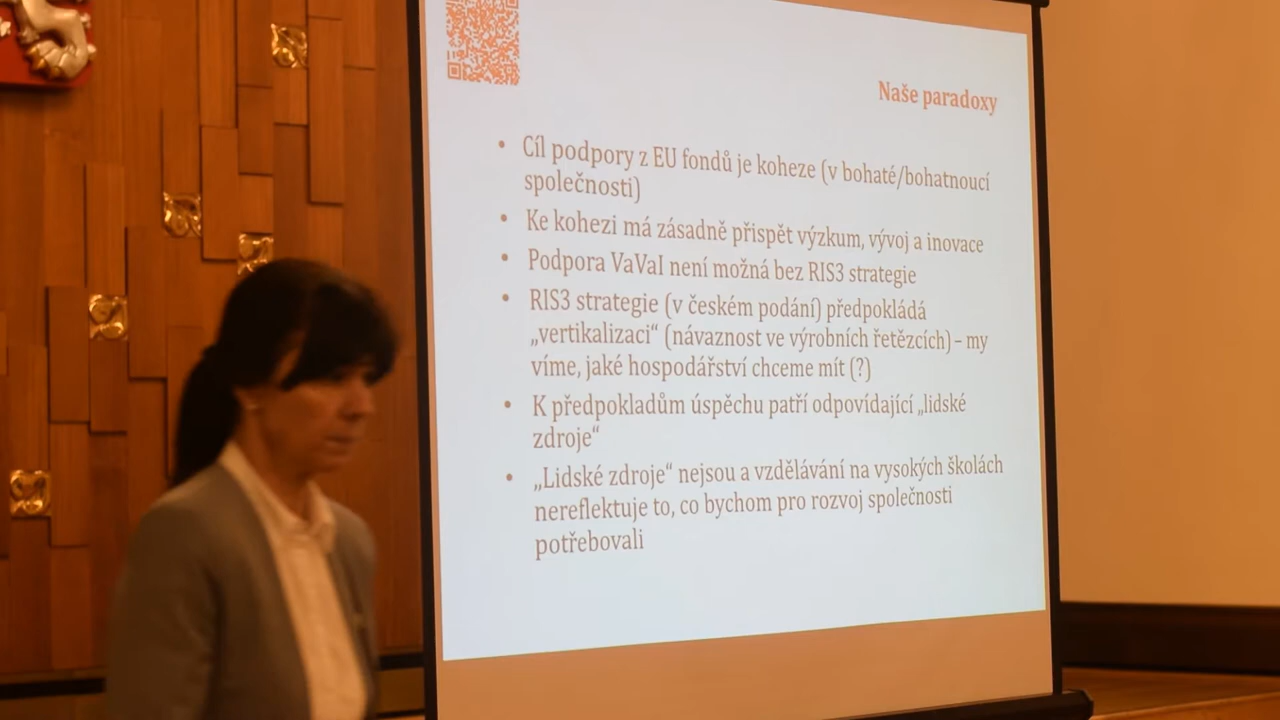 Naše paradoxy
• Cíl podpory z EU fondů je koheze (v bohaté/bohatnoucí
společnosti)
• Ke kohezi má zásadně přispět výzkum, vývoj a inovace
• Podpora VaVaI není možná bez RIS3 strategie
• RIS3 strategie (v českém podání) předpokládá
„vertikalizaci“ (návaznost ve výrobních řetězcích) – my
víme, jaké hospodářství chceme mít (?)
• K předpokladům úspěchu patří odpovídající „lidské
zdroje“
• „Lidské zdroje“ nejsou a vzdělávání na vysokých školách
nereflektuje to, co bychom pro rozvoj společnosti
potřebovali